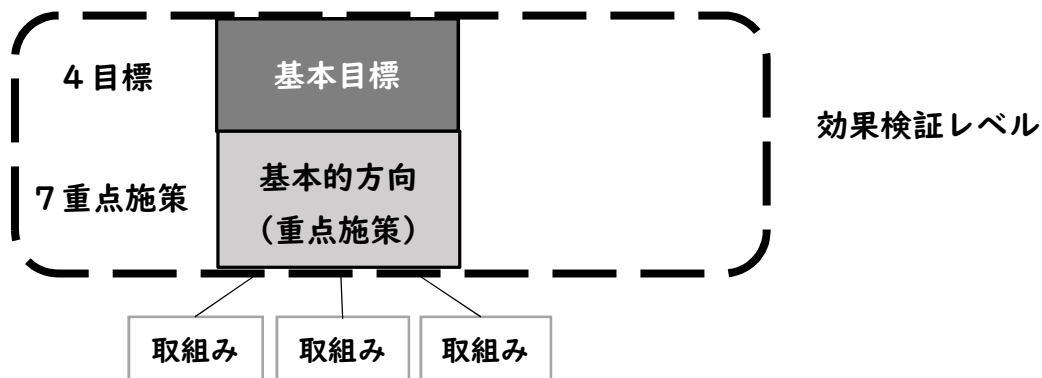 ４目標
基本目標
効果検証レベル
７重点施策
基本的方向
（重点施策）
取組み
取組み
取組み